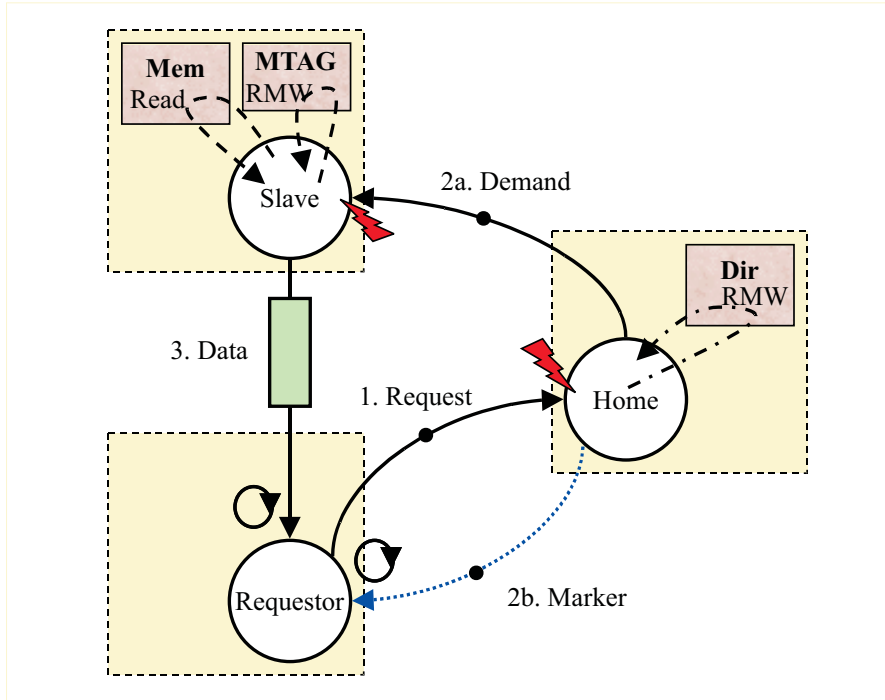 Mem
Read
MTAG
RMW
Slave
2a. Demand
Dir
RMW
3. Data
1. Request
Home
Requestor
2b. Marker